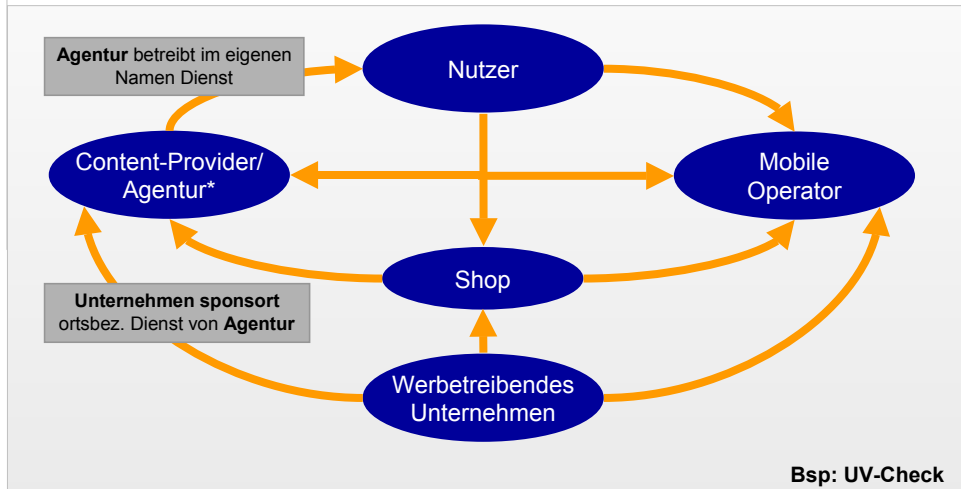 Agentur betreibt im eigenen
Namen Dienst
Nutzer
Content-Provider/
Agentur*
Mobile
Operator
Shop
Unternehmen sponsort
ortsbez. Dienst von Agentur
Werbetreibendes
Unternehmen
Bsp: UV-Check